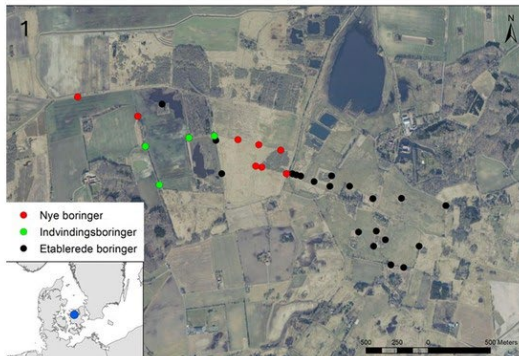 1
N
Nye boringer
Indvindingsboringer
Etablerede boringer
500 250 0 500 Meters